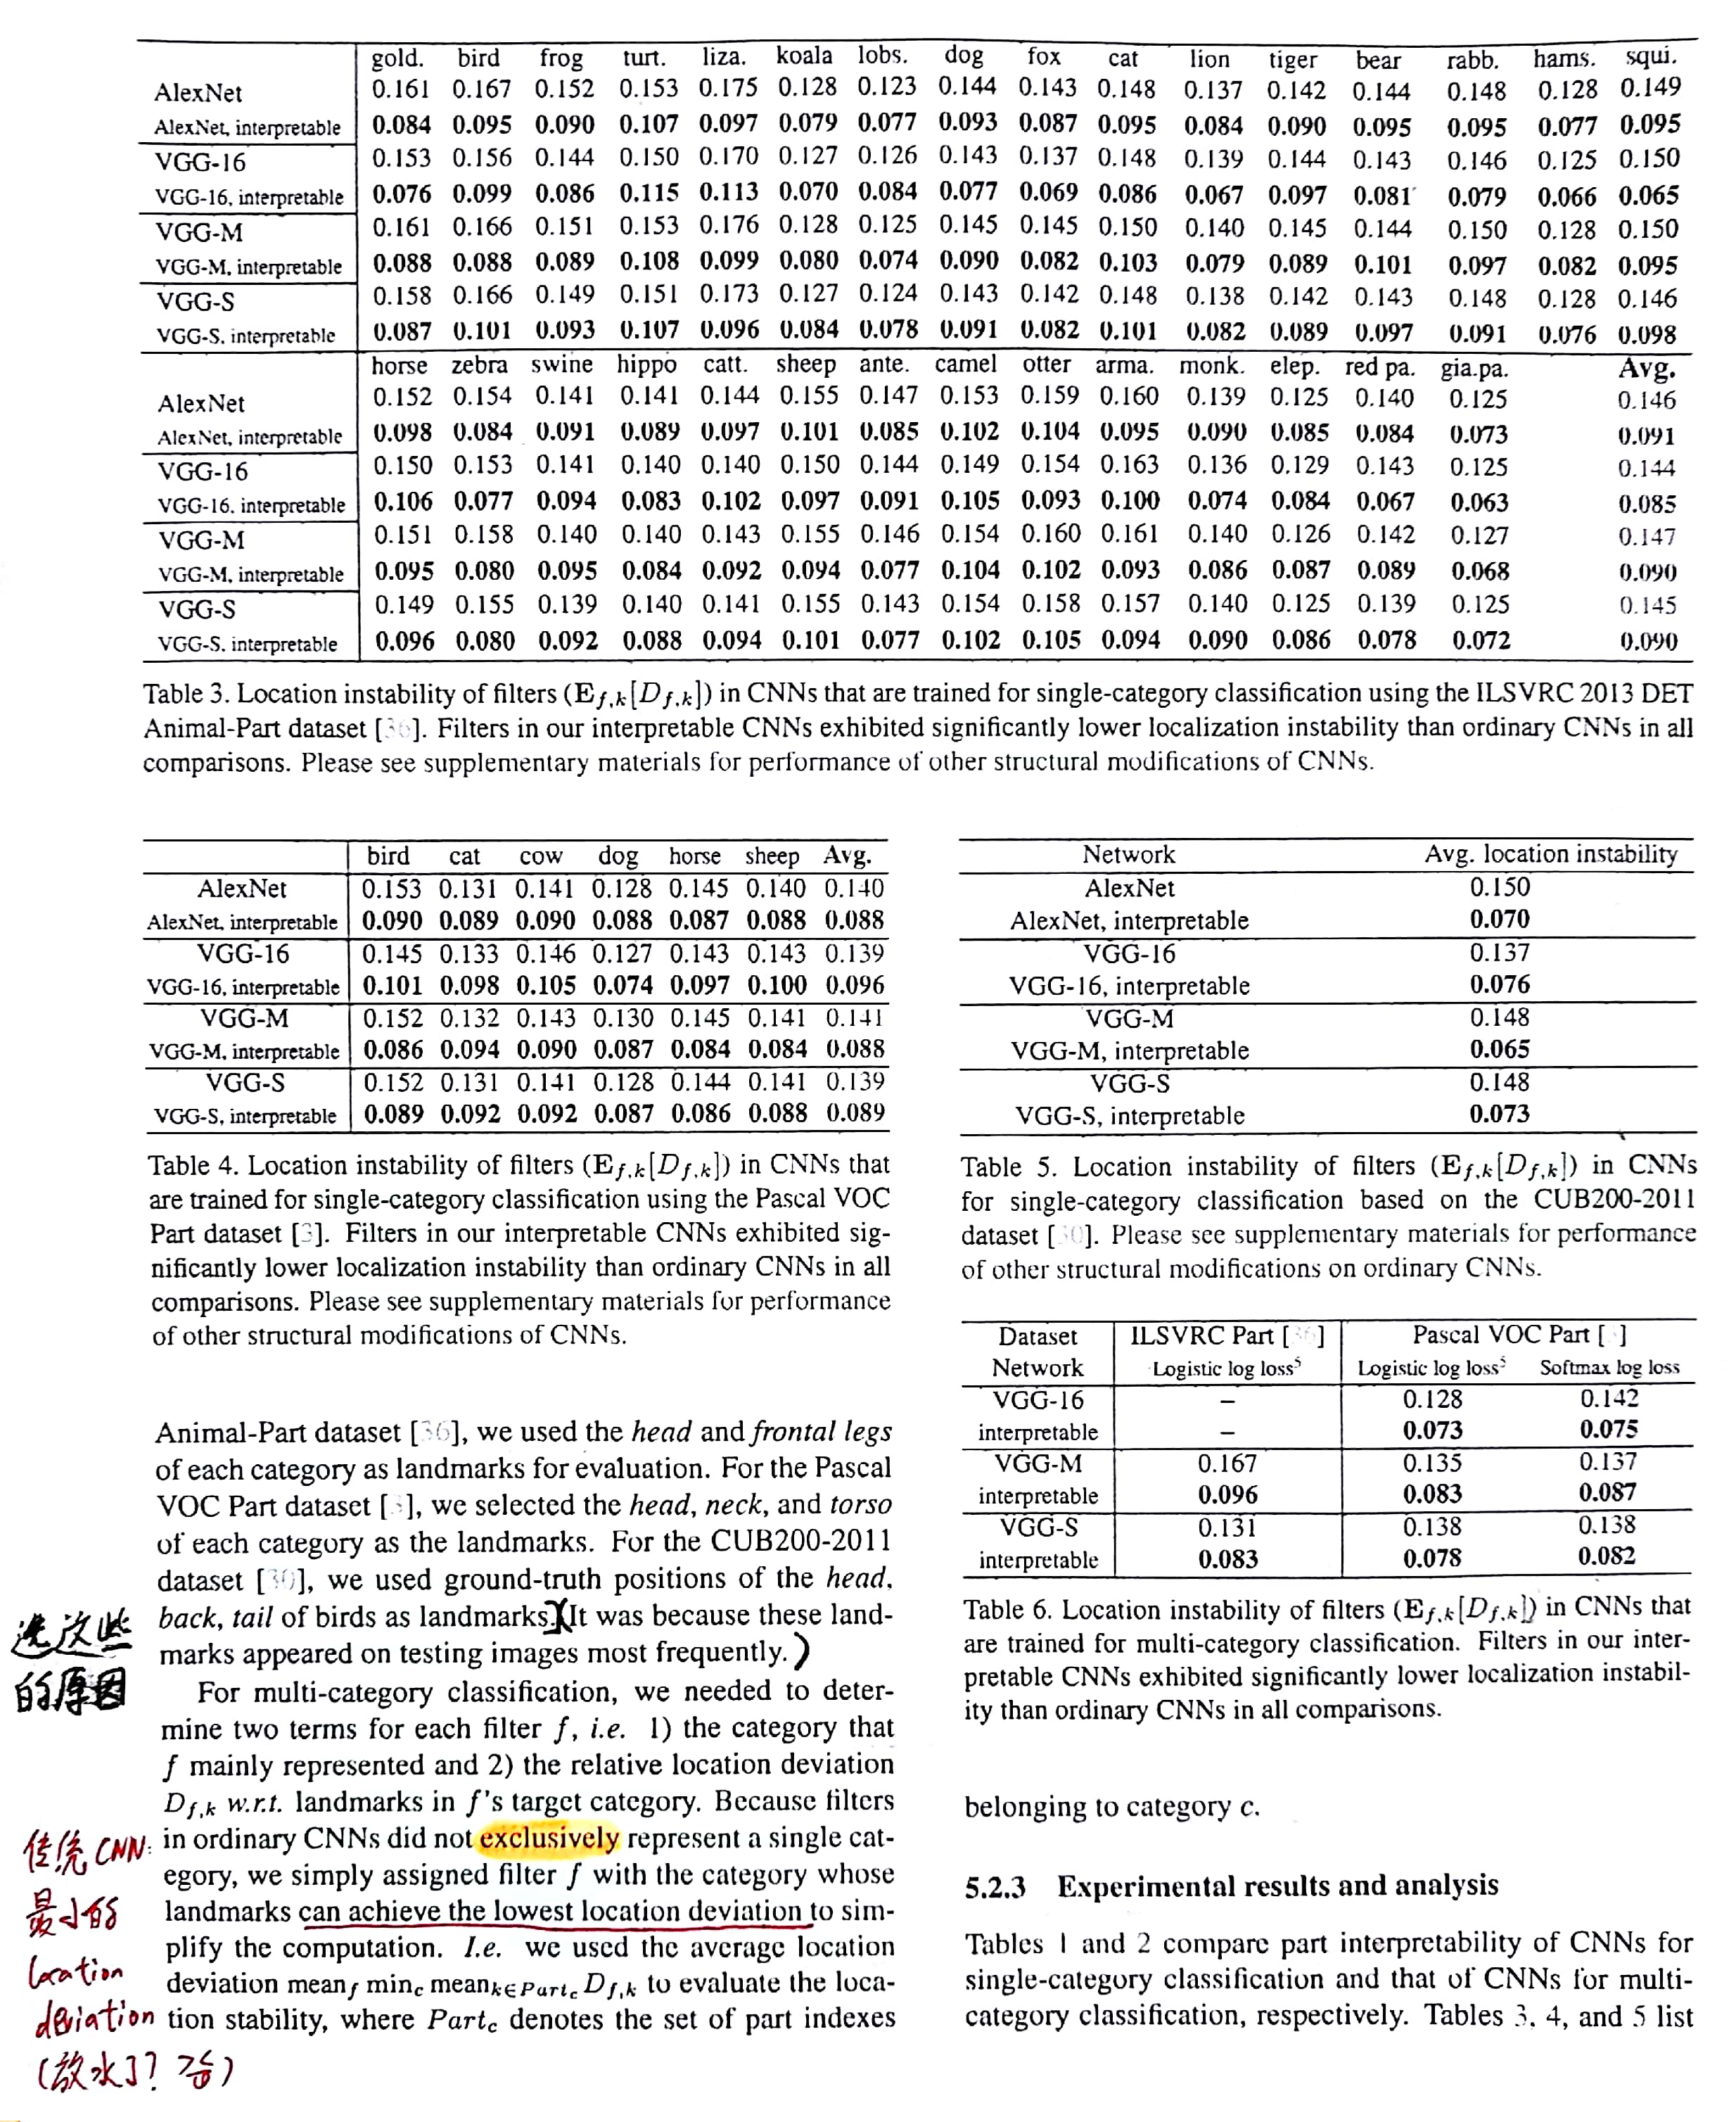 gold. bird frog turt. liza. koala lobs. dog fox cat lion tiger bear rabb. hams. squi.
AlexNet 0.161 0.167 0.152 0.153 0.175 0.128 0.123 0.144 0.143 0.148 0.137 0.142 0.144 0.148 0.128 0.149
AlexNet, interpretable 0.084 0.095 0.090 0.107 0.097 0.079 0.077 0.093 0.087 0.095 0.084 0.090 0.095 0.095 0.077 0.095
VGG-16 0.153 0.156 0.144 0.150 0.170 0.127 0.126 0.143 0.137 0.148 0.139 0.144 0.143 0.146 0.125 0.150
VGG-16, interpretable 0.076 0.099 0.086 0.115 0.113 0.070 0.084 0.077 0.069 0.086 0.067 0.097 0.081 0.079 0.066 0.065
VGG-M 0.161 0.166 0.151 0.153 0.176 0.128 0.125 0.145 0.145 0.150 0.140 0.145 0.144 0.150 0.128 0.150
VGG-M, interpretable 0.088 0.088 0.089 0.108 0.099 0.080 0.074 0.090 0.082 0.103 0.079 0.089 0.101 0.097 0.082 0.095
VGG-S 0.158 0.166 0.149 0.151 0.173 0.127 0.124 0.143 0.142 0.148 0.138 0.142 0.143 0.148 0.128 0.146
VGG-S, interpretable 0.087 0.101 0.093 0.107 0.096 0.084 0.078 0.091 0.082 0.101 0.082 0.089 0.097 0.091 0.076 0.098
horse zebra swine hippo catt. sheep ante. camel otter arma. monk. elep. red pa. gia.pa. Avg.
AlexNet 0.152 0.154 0.141 0.141 0.144 0.155 0.147 0.153 0.159 0.160 0.139 0.125 0.140 0.125 0.146
AlexNet, interpretable 0.098 0.084 0.091 0.089 0.097 0.101 0.085 0.102 0.104 0.095 0.090 0.085 0.084 0.073 0.091
VGG-16 0.150 0.153 0.141 0.140 0.140 0.150 0.144 0.149 0.154 0.163 0.136 0.129 0.143 0.125 0.144
VGG-16, interpretable 0.106 0.077 0.094 0.083 0.102 0.097 0.091 0.105 0.093 0.100 0.074 0.084 0.067 0.063 0.085
VGG-M 0.151 0.158 0.140 0.140 0.143 0.155 0.146 0.154 0.160 0.161 0.140 0.126 0.142 0.127 0.147
VGG-M, interpretable 0.095 0.080 0.095 0.084 0.092 0.094 0.077 0.104 0.102 0.093 0.086 0.087 0.089 0.068 0.090
VGG-S 0.149 0.155 0.139 0.140 0.141 0.155 0.143 0.154 0.158 0.157 0.140 0.125 0.139 0.125 0.145
VGG-S, interpretable 0.096 0.080 0.092 0.088 0.094 0.101 0.077 0.102 0.105 0.094 0.090 0.086 0.078 0.072 0.090
Table 3. Location instability of filters (E_{f,k}[D_{f,k}]) in CNNs that are trained for single-category classification using the ILSVRC 2013 DET
Animal-Part dataset [36]. Filters in our interpretable CNNs exhibited significantly lower localization instability than ordinary CNNs in all
comparisons. Please see supplementary materials for performance of other structural modifications of CNNs.
bird cat cow dog horse sheep Avg.
AlexNet 0.153 0.131 0.141 0.128 0.145 0.140 0.140
AlexNet, interpretable 0.090 0.089 0.090 0.088 0.087 0.088 0.088
VGG-16 0.145 0.133 0.146 0.127 0.143 0.143 0.139
VGG-16, interpretable 0.101 0.098 0.105 0.074 0.097 0.100 0.096
VGG-M 0.152 0.132 0.143 0.130 0.145 0.141 0.141
VGG-M, interpretable 0.086 0.094 0.090 0.087 0.084 0.084 0.088
VGG-S 0.152 0.131 0.141 0.128 0.144 0.141 0.139
VGG-S, interpretable 0.089 0.092 0.092 0.087 0.086 0.088 0.089
Table 4. Location instability of filters (E_{f,k}[D_{f,k}]) in CNNs that
are trained for single-category classification using the Pascal VOC
Part dataset [3]. Filters in our interpretable CNNs exhibited sig-
nificantly lower localization instability than ordinary CNNs in all
comparisons. Please see supplementary materials for performance
of other structural modifications of CNNs.
Animal-Part dataset [36], we used the head and frontal legs
of each category as landmarks for evaluation. For the Pascal
VOC Part dataset [3], we selected the head, neck, and torso
of each category as the landmarks. For the CUB200-2011
dataset [30], we used ground-truth positions of the head,
back, tail of birds as landmarks. (It was because these land-
marks appeared on testing images most frequently.)
选这些
的原因
For multi-category classification, we needed to deter-
mine two terms for each filter f, i.e. 1) the category that
f mainly represented and 2) the relative location deviation
D_{f,k} w.r.t. landmarks in f's target category. Because filters
in ordinary CNNs did not exclusively represent a single cat-
egory, we simply assigned filter f with the category whose
landmarks can achieve the lowest location deviation to sim-
plify the computation. I.e. we used the average location
deviation mean_f min_c mean_{k∈Part_c} D_{f,k} to evaluate the loca-
tion stability, where Part_c denotes the set of part indexes
传统CNN:
最小的
location
deviation
(放水了?
Network Avg. location instability
AlexNet 0.150
AlexNet, interpretable 0.070
VGG-16 0.137
VGG-16, interpretable 0.076
VGG-M 0.148
VGG-M, interpretable 0.065
VGG-S 0.148
VGG-S, interpretable 0.073
Table 5. Location instability of filters (E_{f,k}[D_{f,k}]) in CNNs
for single-category classification based on the CUB200-2011
dataset [30]. Please see supplementary materials for performance
of other structural modifications on ordinary CNNs.
Dataset ILSVRC Part [36] Pascal VOC Part [3]
Network Logistic log loss⁵ Logistic log loss⁵ Softmax log loss
VGG-16 – 0.128 0.142
interpretable – 0.073 0.075
VGG-M 0.167 0.135 0.137
interpretable 0.096 0.083 0.087
VGG-S 0.131 0.138 0.138
interpretable 0.083 0.078 0.082
Table 6. Location instability of filters (E_{f,k}[D_{f,k}]) in CNNs that
are trained for multi-category classification. Filters in our inter-
pretable CNNs exhibited significantly lower localization instabil-
ity than ordinary CNNs in all comparisons.
belonging to category c.
5.2.3 Experimental results and analysis
Tables 1 and 2 compare part interpretability of CNNs for
single-category classification and that of CNNs for multi-
category classification, respectively. Tables 3, 4, and 5 list